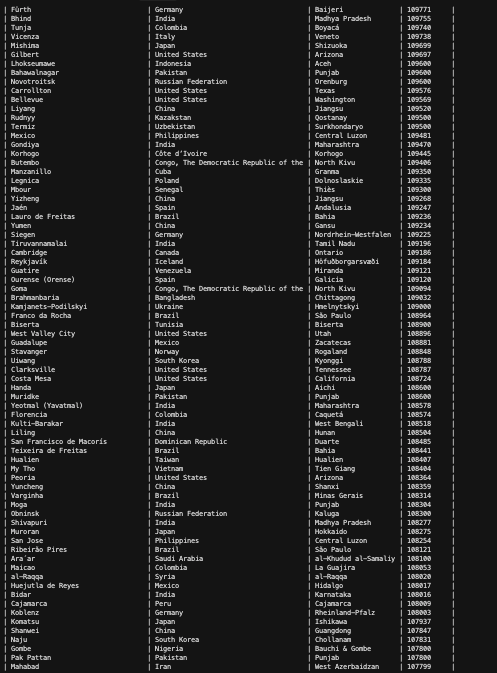 | Fürth | Germany | Baijeri | 109771 |
| Bhind | India | Madhya Pradesh | 109755 |
| Tunja | Colombia | Boyacá | 109740 |
| Vicenza | Italy | Veneto | 109738 |
| Mishima | Japan | Shizuoka | 109699 |
| Gilbert | United States | Arizona | 109697 |
| Lhokseumawe | Indonesia | Aceh | 109600 |
| Bahawalnagar | Pakistan | Punjab | 109600 |
| Novotroitsk | Russian Federation | Orenburg | 109600 |
| Carrollton | United States | Texas | 109576 |
| Bellevue | United States | Washington | 109569 |
| Liyang | China | Jiangsu | 109520 |
| Rudnyy | Kazakstan | Qostanay | 109500 |
| Termiz | Uzbekistan | Surkhondaryo | 109500 |
| Mexico | Philippines | Central Luzon | 109481 |
| Gondiya | India | Maharashtra | 109470 |
| Korhogo | Côte d'Ivoire | Korhogo | 109445 |
| Butembo | Congo, The Democratic Republic of the | North Kivu | 109406 |
| Manzanillo | Cuba | Granma | 109350 |
| Legnica | Poland | Dolnoslaskie | 109335 |
| Mbour | Senegal | Thiès | 109300 |
| Yizheng | China | Jiangsu | 109268 |
| Jaén | Spain | Andalusia | 109247 |
| Lauro de Freitas | Brazil | Bahia | 109236 |
| Yumen | China | Gansu | 109234 |
| Siegen | Germany | Nordrhein-Westfalen | 109225 |
| Tiruvannamalai | India | Tamil Nadu | 109196 |
| Cambridge | Canada | Ontario | 109186 |
| Reykjavík | Iceland | Höfuðborgarsvæði | 109184 |
| Guatire | Venezuela | Miranda | 109121 |
| Ourense (Orense) | Spain | Galicia | 109120 |
| Goma | Congo, The Democratic Republic of the | North Kivu | 109094 |
| Brahmanbaria | Bangladesh | Chittagong | 109032 |
| Kamjanets-Podilskyi | Ukraine | Hmelnytskyi | 109000 |
| Franco da Rocha | Brazil | São Paulo | 108964 |
| Biserta | Tunisia | Biserta | 108900 |
| West Valley City | United States | Utah | 108896 |
| Guadalupe | Mexico | Zacatecas | 108881 |
| Stavanger | Norway | Rogaland | 108848 |
| Uiwang | South Korea | Kyonggi | 108788 |
| Clarksville | United States | Tennessee | 108787 |
| Costa Mesa | United States | California | 108724 |
| Handa | Japan | Aichi | 108600 |
| Muridke | Pakistan | Punjab | 108600 |
| Yeotmal (Yavatmal) | India | Maharashtra | 108578 |
| Florencia | Colombia | Caquetá | 108574 |
| Kulti-Barakar | India | West Bengali | 108518 |
| Liling | China | Hunan | 108504 |
| San Francisco de Macorís | Dominican Republic | Duarte | 108485 |
| Teixeira de Freitas | Brazil | Bahia | 108441 |
| Hualien | Taiwan | Hualien | 108407 |
| My Tho | Vietnam | Tien Giang | 108404 |
| Peoria | United States | Arizona | 108364 |
| Yuncheng | China | Shanxi | 108359 |
| Varginha | Brazil | Minas Gerais | 108314 |
| Moga | India | Punjab | 108304 |
| Obninsk | Russian Federation | Kaluga | 108300 |
| Shivapuri | India | Madhya Pradesh | 108277 |
| Muroran | Japan | Hokkaido | 108275 |
| San Jose | Philippines | Central Luzon | 108254 |
| Ribeirão Pires | Brazil | São Paulo | 108121 |
| Ara´ar | Saudi Arabia | al-Khudud al-Samaliy | 108100 |
| Maicao | Colombia | La Guajira | 108053 |
| al-Raqqa | Syria | al-Raqqa | 108020 |
| Huejutla de Reyes | Mexico | Hidalgo | 108017 |
| Bidar | India | Karnataka | 108016 |
| Cajamarca | Peru | Cajamarca | 108009 |
| Koblenz | Germany | Rheinland-Pfalz | 108003 |
| Komatsu | Japan | Ishikawa | 107937 |
| Shanwei | China | Guangdong | 107847 |
| Naju | South Korea | Chollanam | 107831 |
| Gombe | Nigeria | Bauchi & Gombe | 107800 |
| Pak Pattan | Pakistan | Punjab | 107800 |
| Mahabad | Iran | West Azerbaidzan | 107799 |